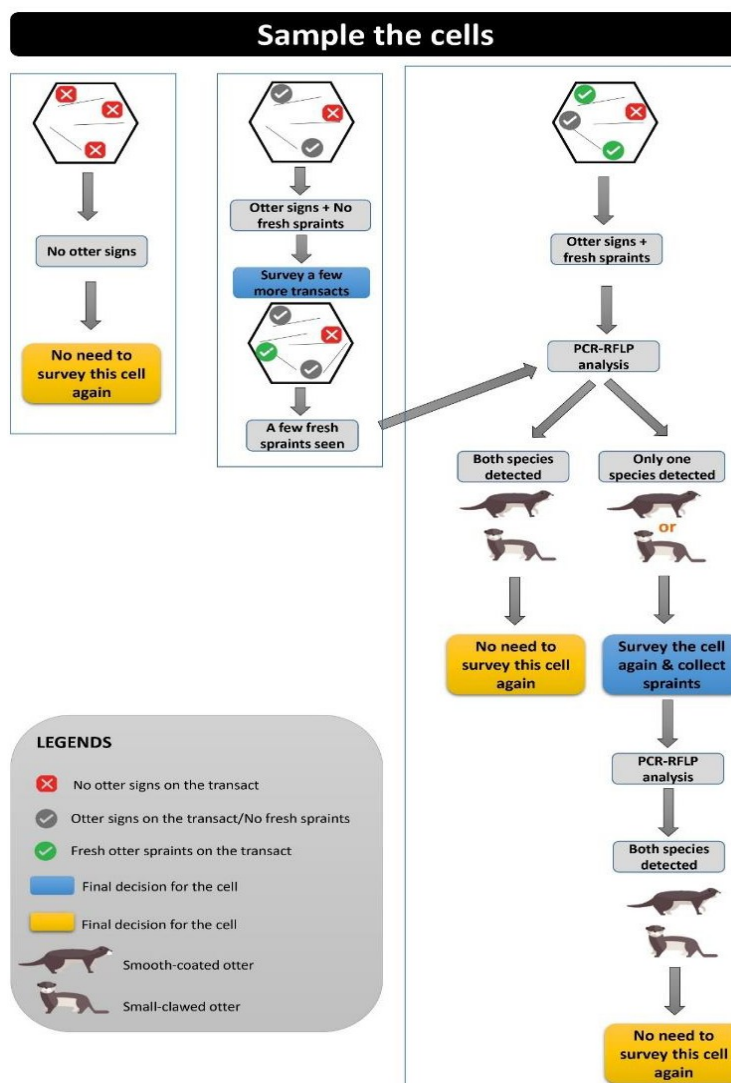 Sample the cells
No otter signs
No need to
survey this cell
again
Otter signs + No
fresh spraints
Survey a few
more transacts
A few fresh
spraints seen
Otter signs +
fresh spraints
PCR-RFLP
analysis
Both species
detected
Only one
species detected
or
No need to
survey this cell
again
Survey the cell
again & collect
spraints
PCR-RFLP
analysis
Both species
detected
No need to
survey this cell
again
LEGENDS
No otter signs on the transact
Otter signs on the transact/No fresh spraints
Fresh otter spraints on the transact
Final decision for the cell
Final decision for the cell
Smooth-coated otter
Small-clawed otter